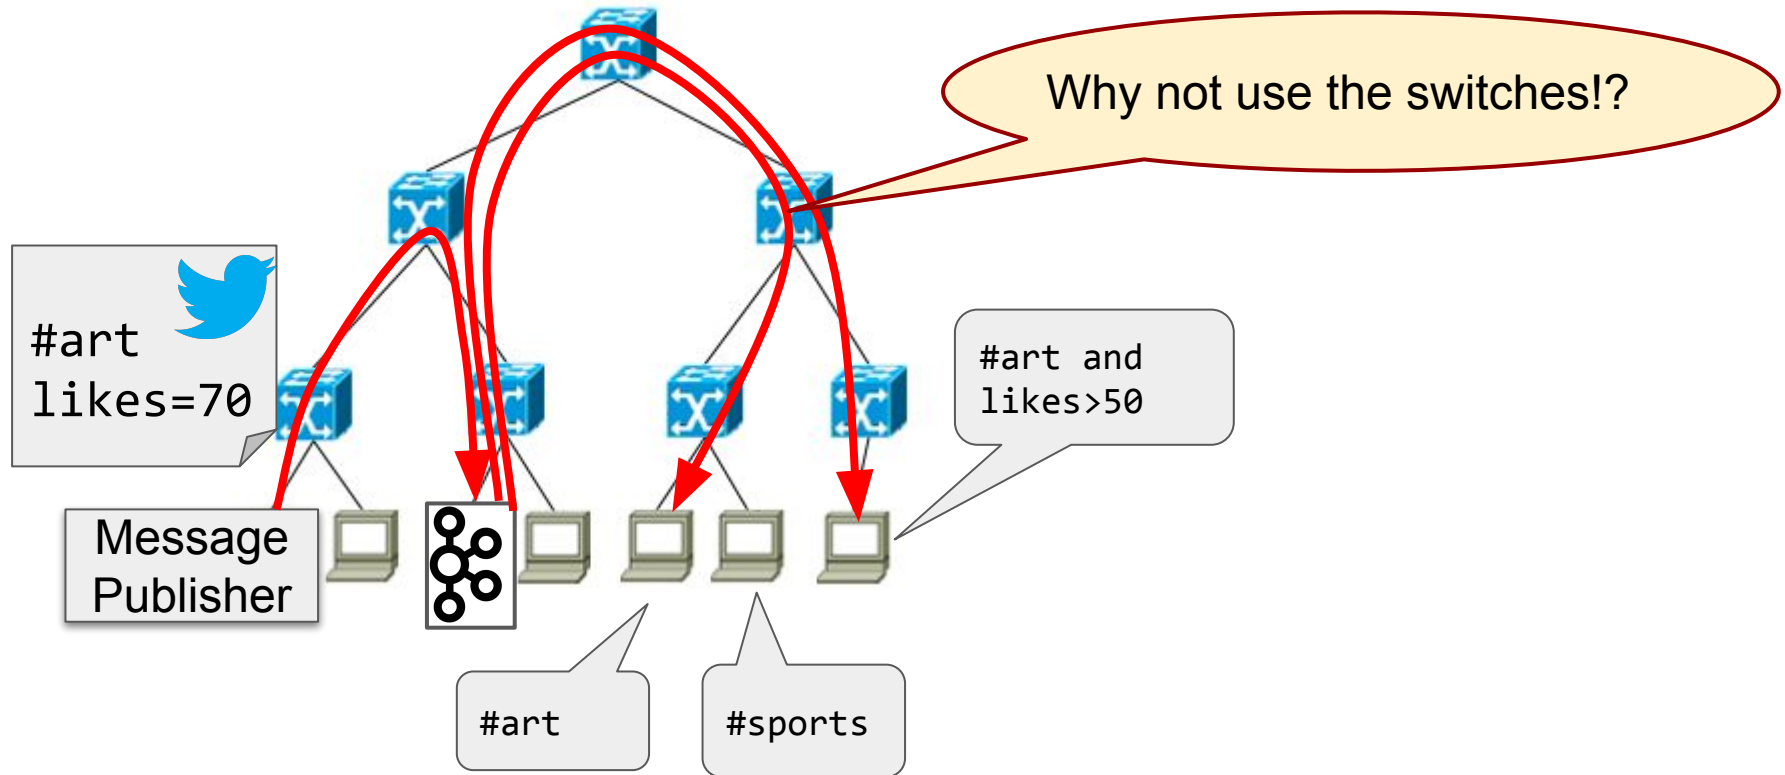 Why not use the switches!?
#art
likes=70
#art and
likes>50
Message
Publisher
#art
#sports